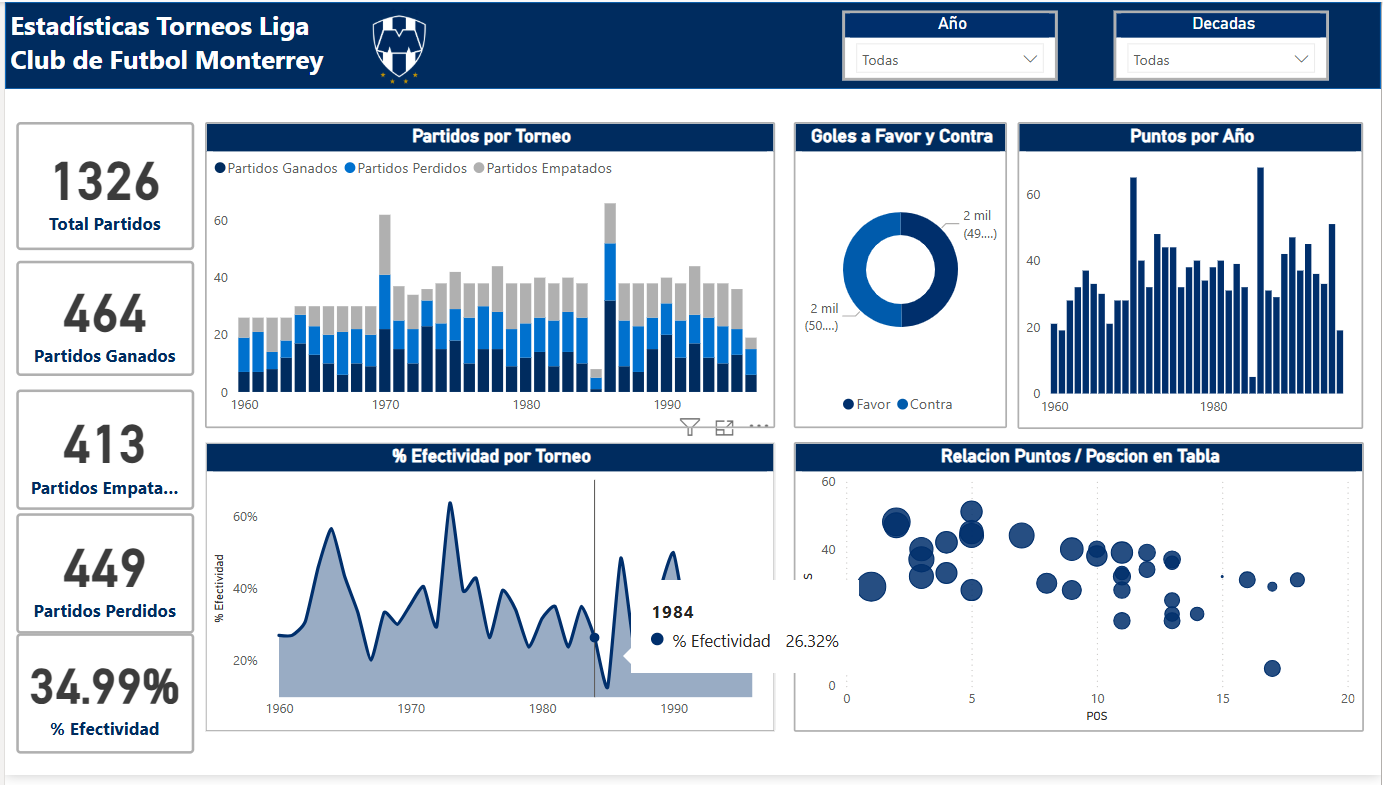 Estadísticas Torneos Liga
Club de Futbol Monterrey
Año
Todas
Decadas
Todas
1326
Total Partidos
464
Partidos Ganados
413
Partidos Empata...
449
Partidos Perdidos
34.99%
% Efectividad
Partidos por Torneo
Partidos Ganados Partidos Perdidos Partidos Empatados
60
40
20
0
1960 1970 1980 1990
Goles a Favor y Contra
2 mil
(49....)
2 mil
(50....)
Favor Contra
Puntos por Año
60
40
20
0
1960 1980
% Efectividad por Torneo
% Efectividad
60%
40%
20%
1960 1970 1980 1990
1984
% Efectividad 26.32%
Relacion Puntos / Poscion en Tabla
60
40
S
0
0 5 10 15 20
POS